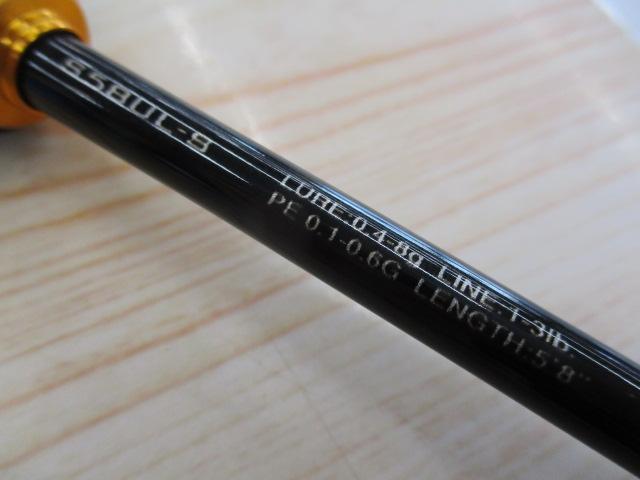 S58UL-S
LURE:0.4-8g LINE:1-3lb.
PE 0.1-0.6G LENGTH:5'8"